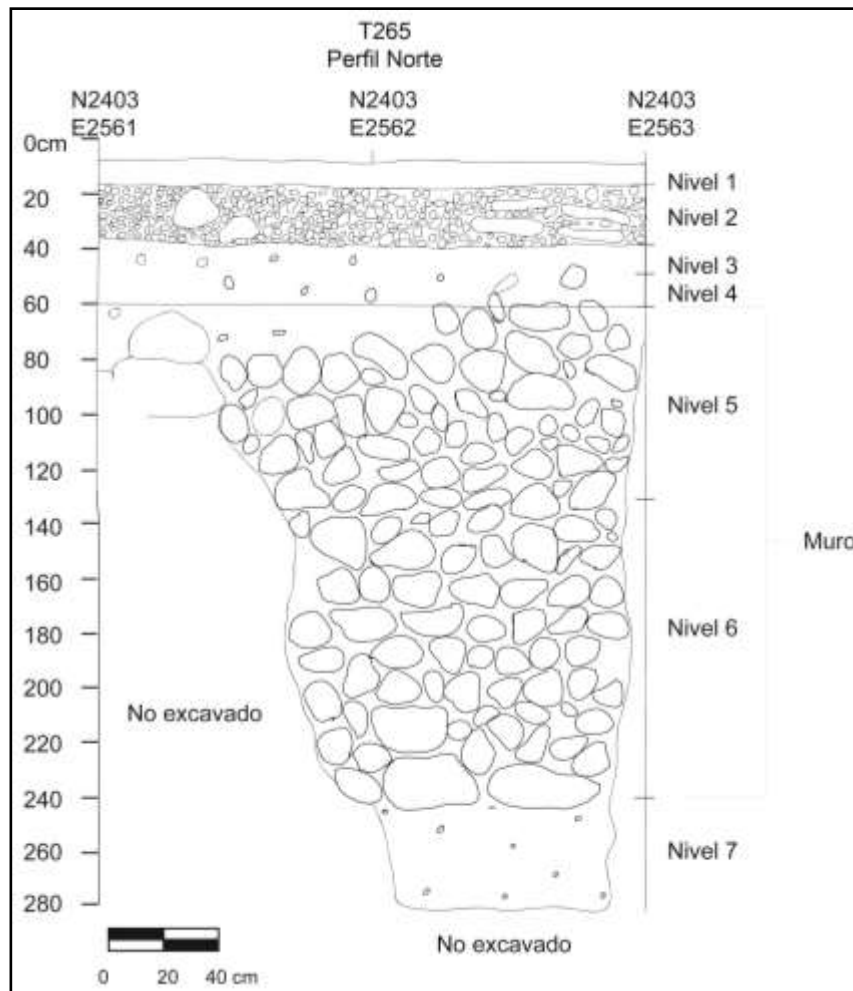 T265
Perfil Norte
N2403 N2403 N2403
E2561 E2562 E2563
0cm
Nivel 1
20
Nivel 2
40
Nivel 3
Nivel 4
60
80
Nivel 5
100
120
140
Muro
160
Nivel 6
180
200
No excavado
220
240
Nivel 7
260
280
No excavado
0 20 40 cm